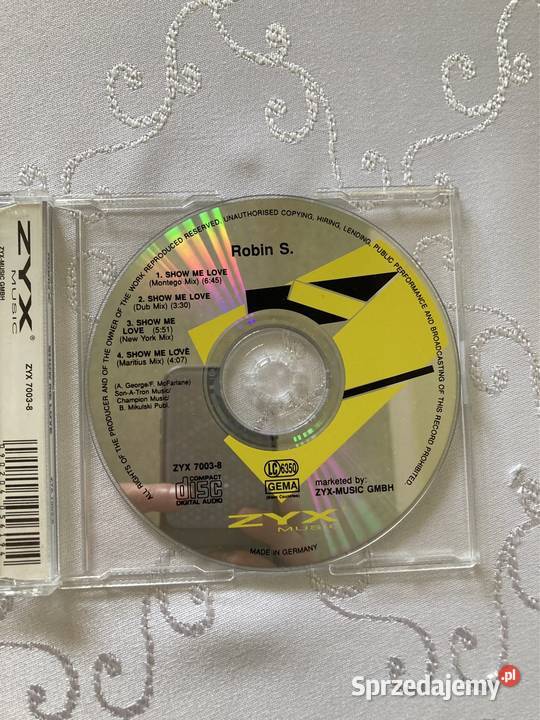 ALL RIGHTS OF THE PRODUCER AND OF THE OWNER OF THE WORK REPRODUCED RESERVED. UNAUTHORISED COPYING, HIRING, LENDING, PUBLIC PERFORMANCE AND BROADCASTING OF THIS RECORD PROHIBITED.
Robin S.
1. SHOW ME LOVE
(Montego Mix) (6:45)
2. SHOW ME LOVE
(Dub Mix) (3:30)
3. SHOW ME
LOVE (5:51)
(New York Mix)
4. SHOW ME LOVE
(Maritius Mix) (4:07)
(A. George/F. McFarlane)
Son-A-Tron Music/
Champion Music/
B. Mikulski Publ.
ZYX 7003-8
COMPACT
disc
DIGITAL AUDIO
LC 6350
GEMA
marketed by:
ZYX-MUSIC GMBH
ZYX
MUSIC
MADE IN GERMANY
ZYX®
MUSIC
ZYX-MUSIC GMBH
ZYX 7003-8
Sprzedajemy.pl